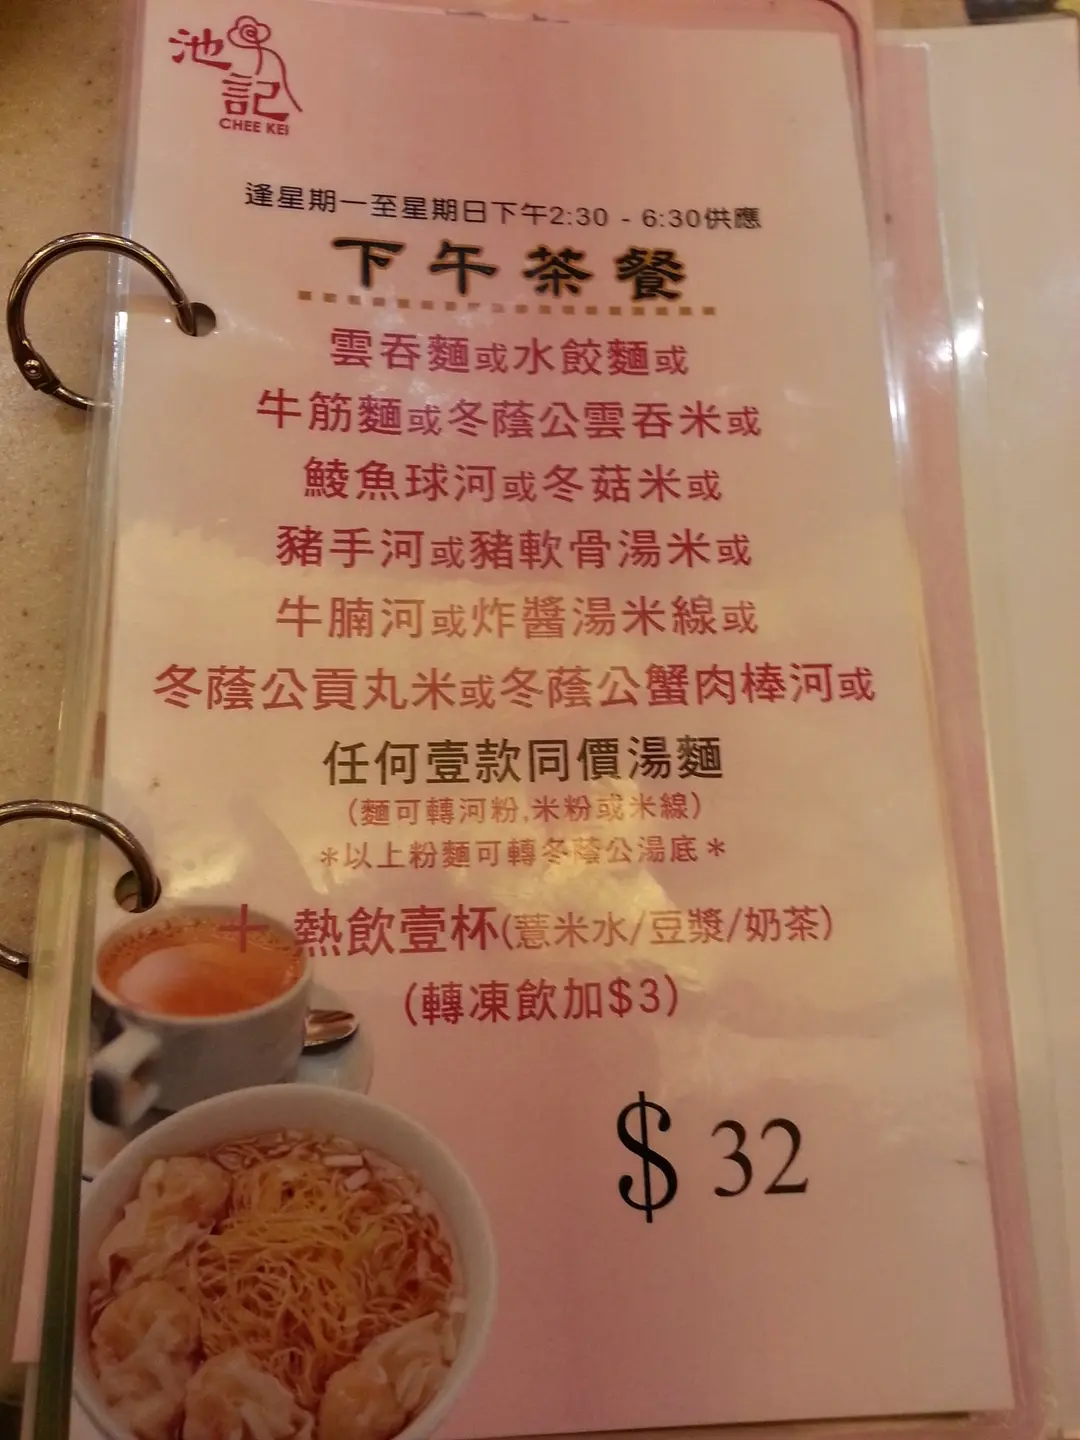 池記
CHEE KEI
逢星期一至星期日下午2:30 - 6:30供應
下午茶餐
雲吞麵或水餃麵或
牛筋麵或冬蔭公雲吞米或
鯪魚球河或冬菇米或
豬手河或豬軟骨湯米或
牛腩河或炸醬湯米線或
冬蔭公貢丸米或冬蔭公蟹肉棒河或
任何壹款同價湯麵
(麵可轉河粉,米粉或米線)
*以上粉麵可轉冬蔭公湯底*
+ 熱飲壹杯(薏米水/豆漿/奶茶)
(轉凍飲加$3)
$ 32